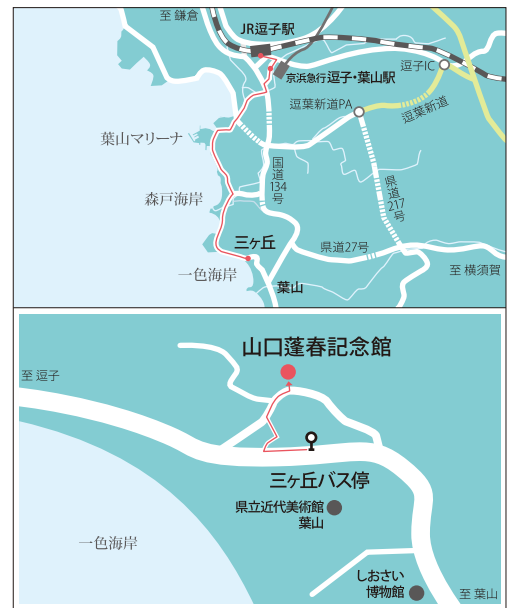 至 鎌倉
JR逗子駅
京浜急行 逗子・葉山駅
逗子IC
逗葉新道PA
逗葉新道
葉山マリーナ
国道134号
県道217号
森戸海岸
三ヶ丘
県道27号
一色海岸
至 横須賀
葉山
山口蓬春記念館
至 逗子
三ヶ丘バス停
県立近代美術館
葉山
一色海岸
しおさい
博物館
至 葉山